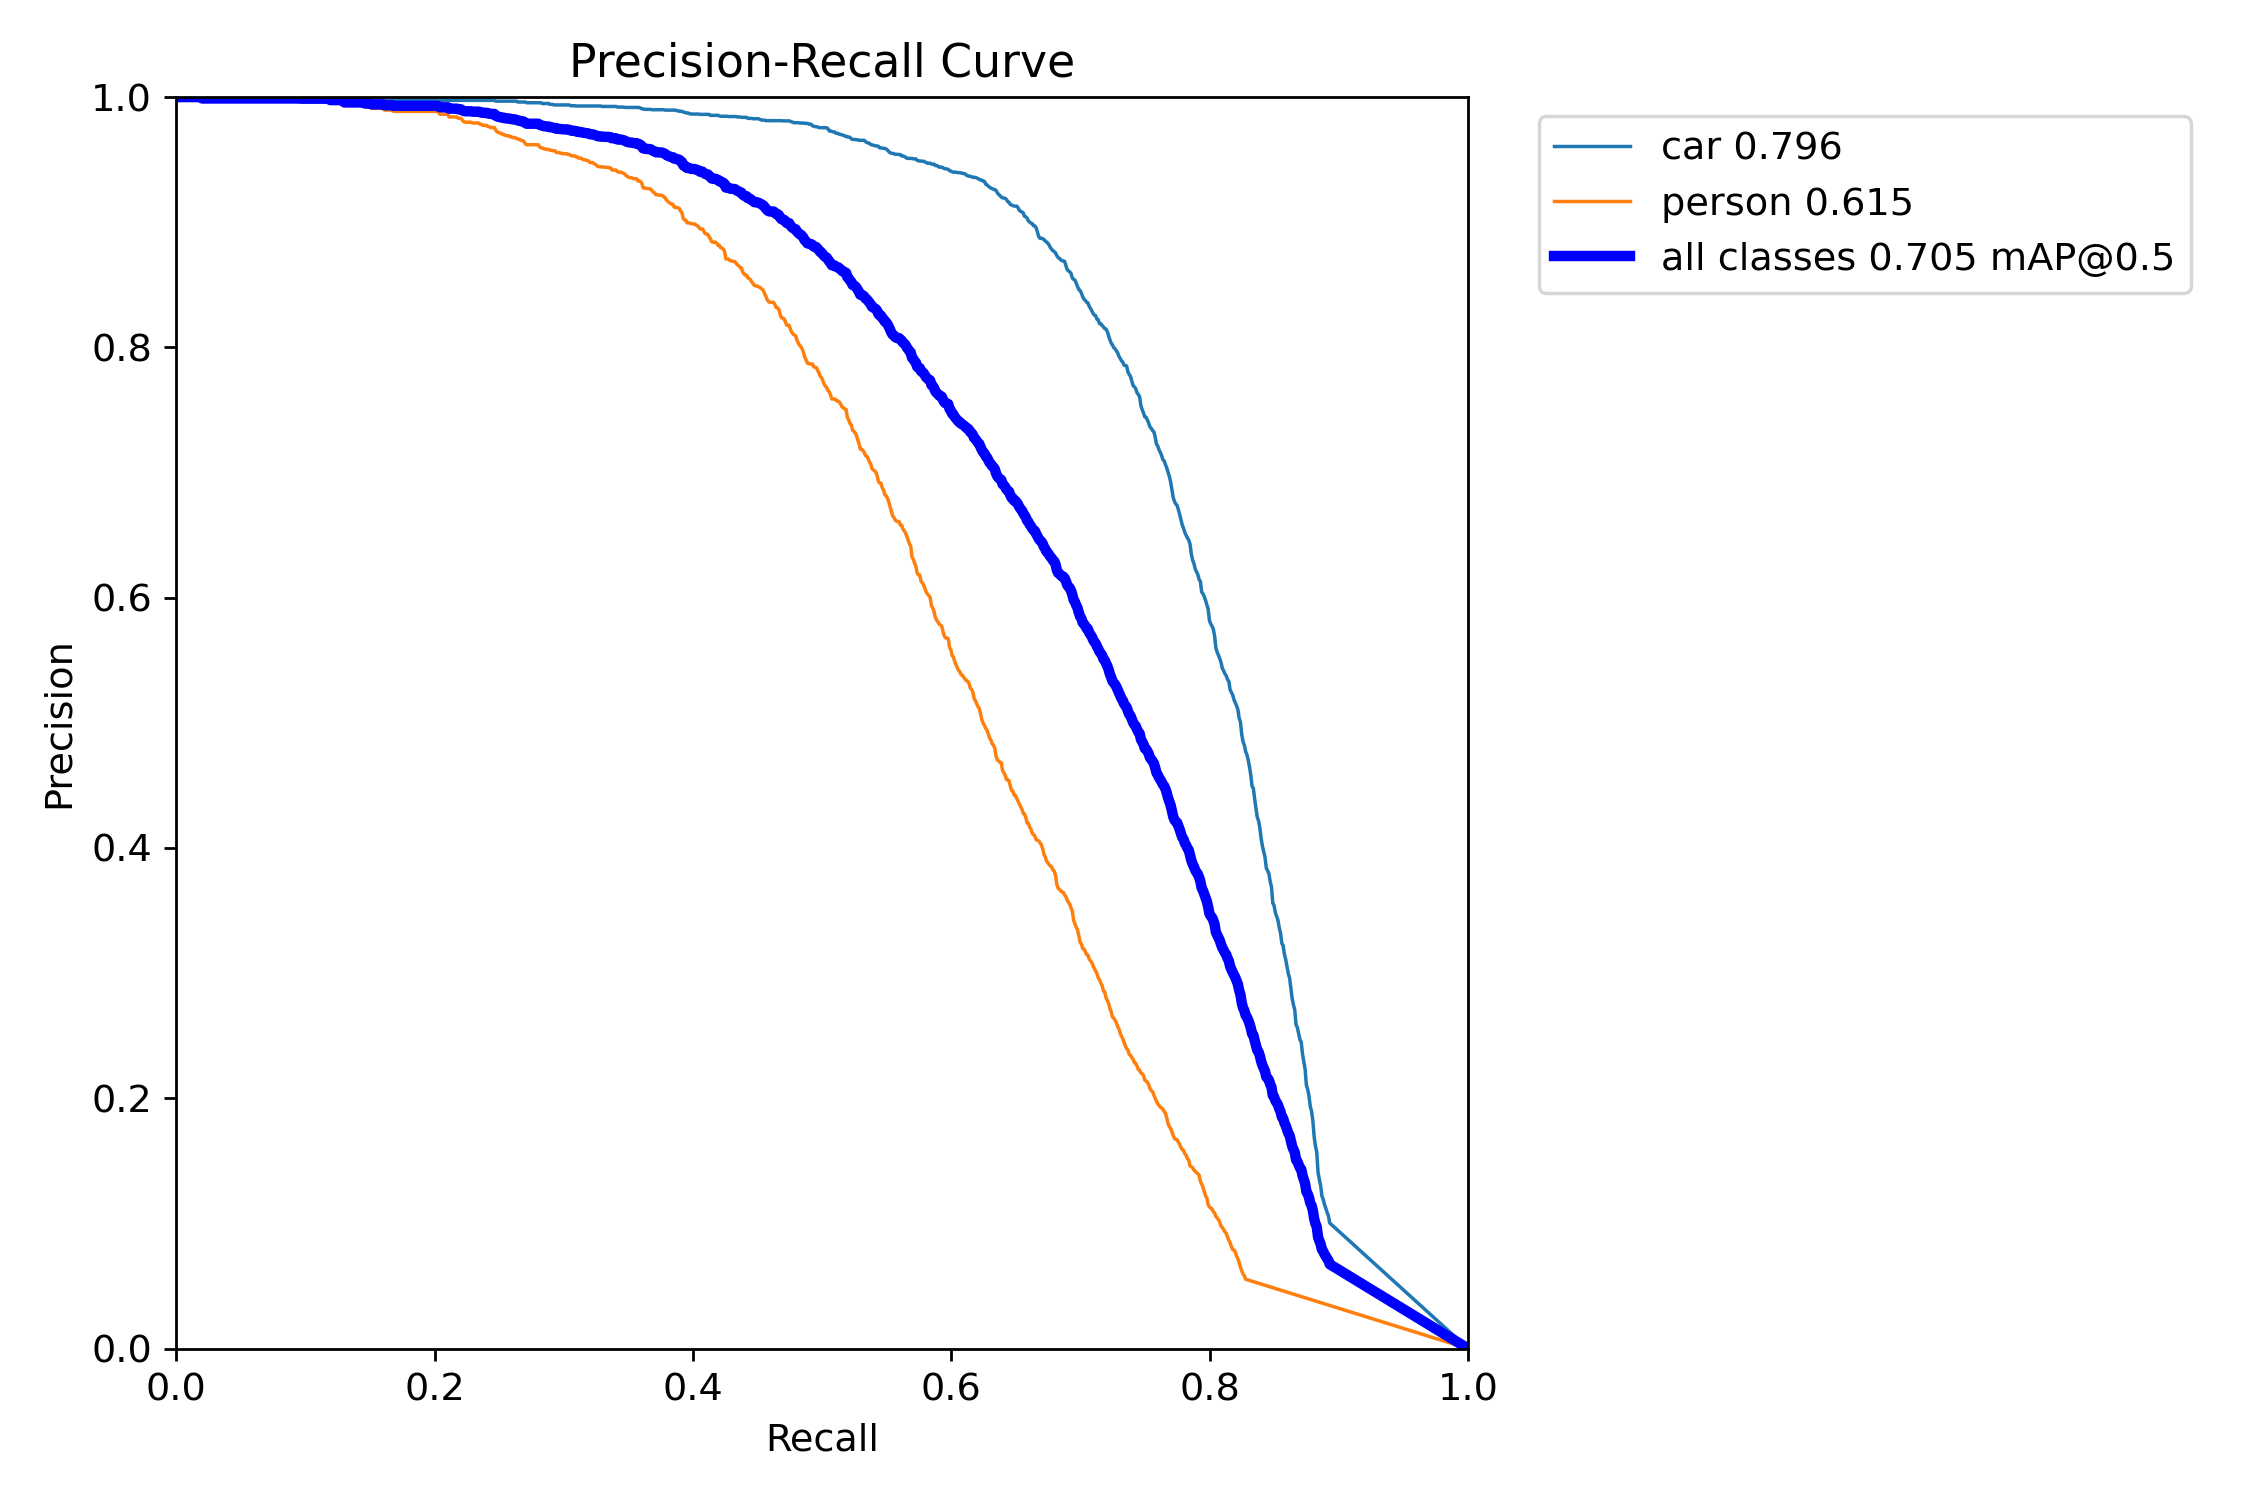 Precision-Recall Curve
1.0
0.8
0.6
0.4
0.2
0.0
Precision
0.0 0.2 0.4 0.6 0.8 1.0
Recall
car 0.796
person 0.615
all classes 0.705 mAP@0.5